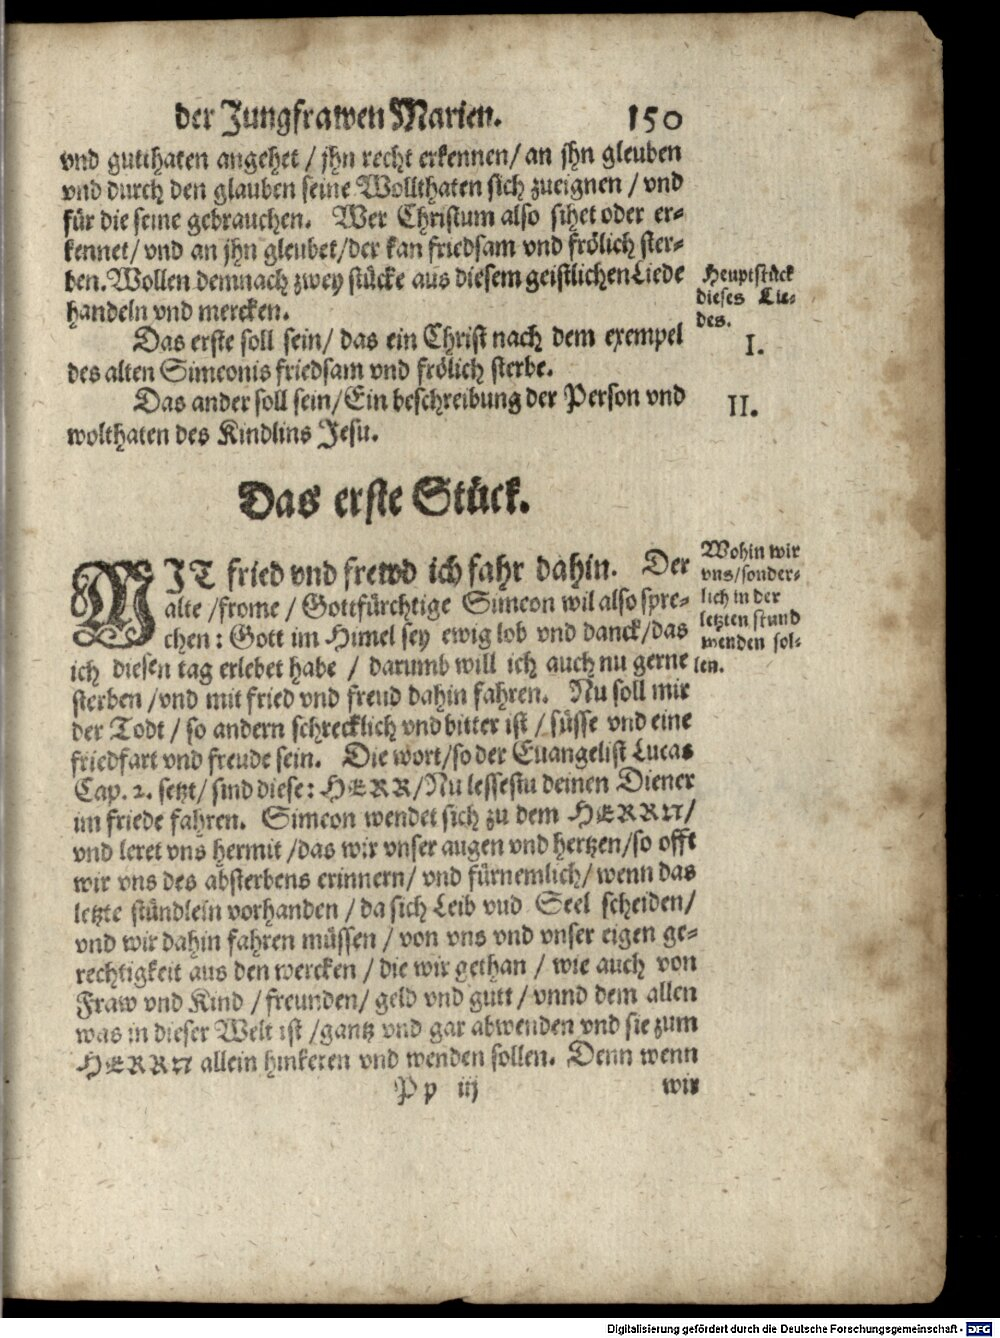 der Jungfrawen Marien. 150
vnd gutthaten angehet / jhn recht erkennen / an jhn gleuben
vnd durch den glauben seine Wollthaten sich zueignen / vnd
für die seine gebrauchen. Wer Christum also sihet oder er-
kennet / vnd an jhn gleubet / der kan friedsam vnd frölich ster-
ben. Wollen demnach zwey stücke aus diesem geistlichen Liede
handeln vnd mercken.
Heuptstück
dieses Lie-
des.
Das erste soll sein / das ein Christ nach dem exempel
des alten Simeonis friedsam vnd frölich sterbe.
I.
Das ander soll sein / Ein beschreibung der Person vnd
wolthaten des Kindlins Jesu.
II.
Das erste Stück.
MIT fried vnd frewd ich fahr dahin. Der
alte / frome / Gottfürchtige Simeon wil also spre-
chen: Gott im Himel sey ewig lob vnd danck / das
ich diesen tag erlebet habe / darumb will ich auch nu gerne
sterben / vnd mit fried vnd freud dahin fahren. Nu soll mir
der Todt / so andern schrecklich vnd bitter ist / süsse vnd eine
friedfart vnd freude sein. Die wort / so der Euangelist Lucas
Cap. 2. setzt / sind diese: HERR / Nu lessestu deinen Diener
im friede fahren. Simeon wendet sich zu dem HERRN /
vnd leret vns hermit / das wir vnser augen vnd hertzen / so offt
wir vns des absterbens erinnern / vnd fürnemlich / wenn das
letzte stündlein vorhanden / da sich Leib vud Seel scheiden /
vnd wir dahin fahren müssen / von vns vnd vnser eigen ge-
rechtigkeit aus den wercken / die wir gethan / wie auch von
Fraw vnd Kind / freunden / geld vnd gutt / vnnd dem allen
was in dieser Welt ist / gantz vnd gar abwenden vnd sie zum
HERRN allein hinkeren vnd wenden sollen. Denn wenn
Wohin wir
vns / sonder-
lich in der
letzten stund
wenden sol-
len.
P p iij wir
Digitalisierung gefördert durch die Deutsche Forschungsgemeinschaft - DFG